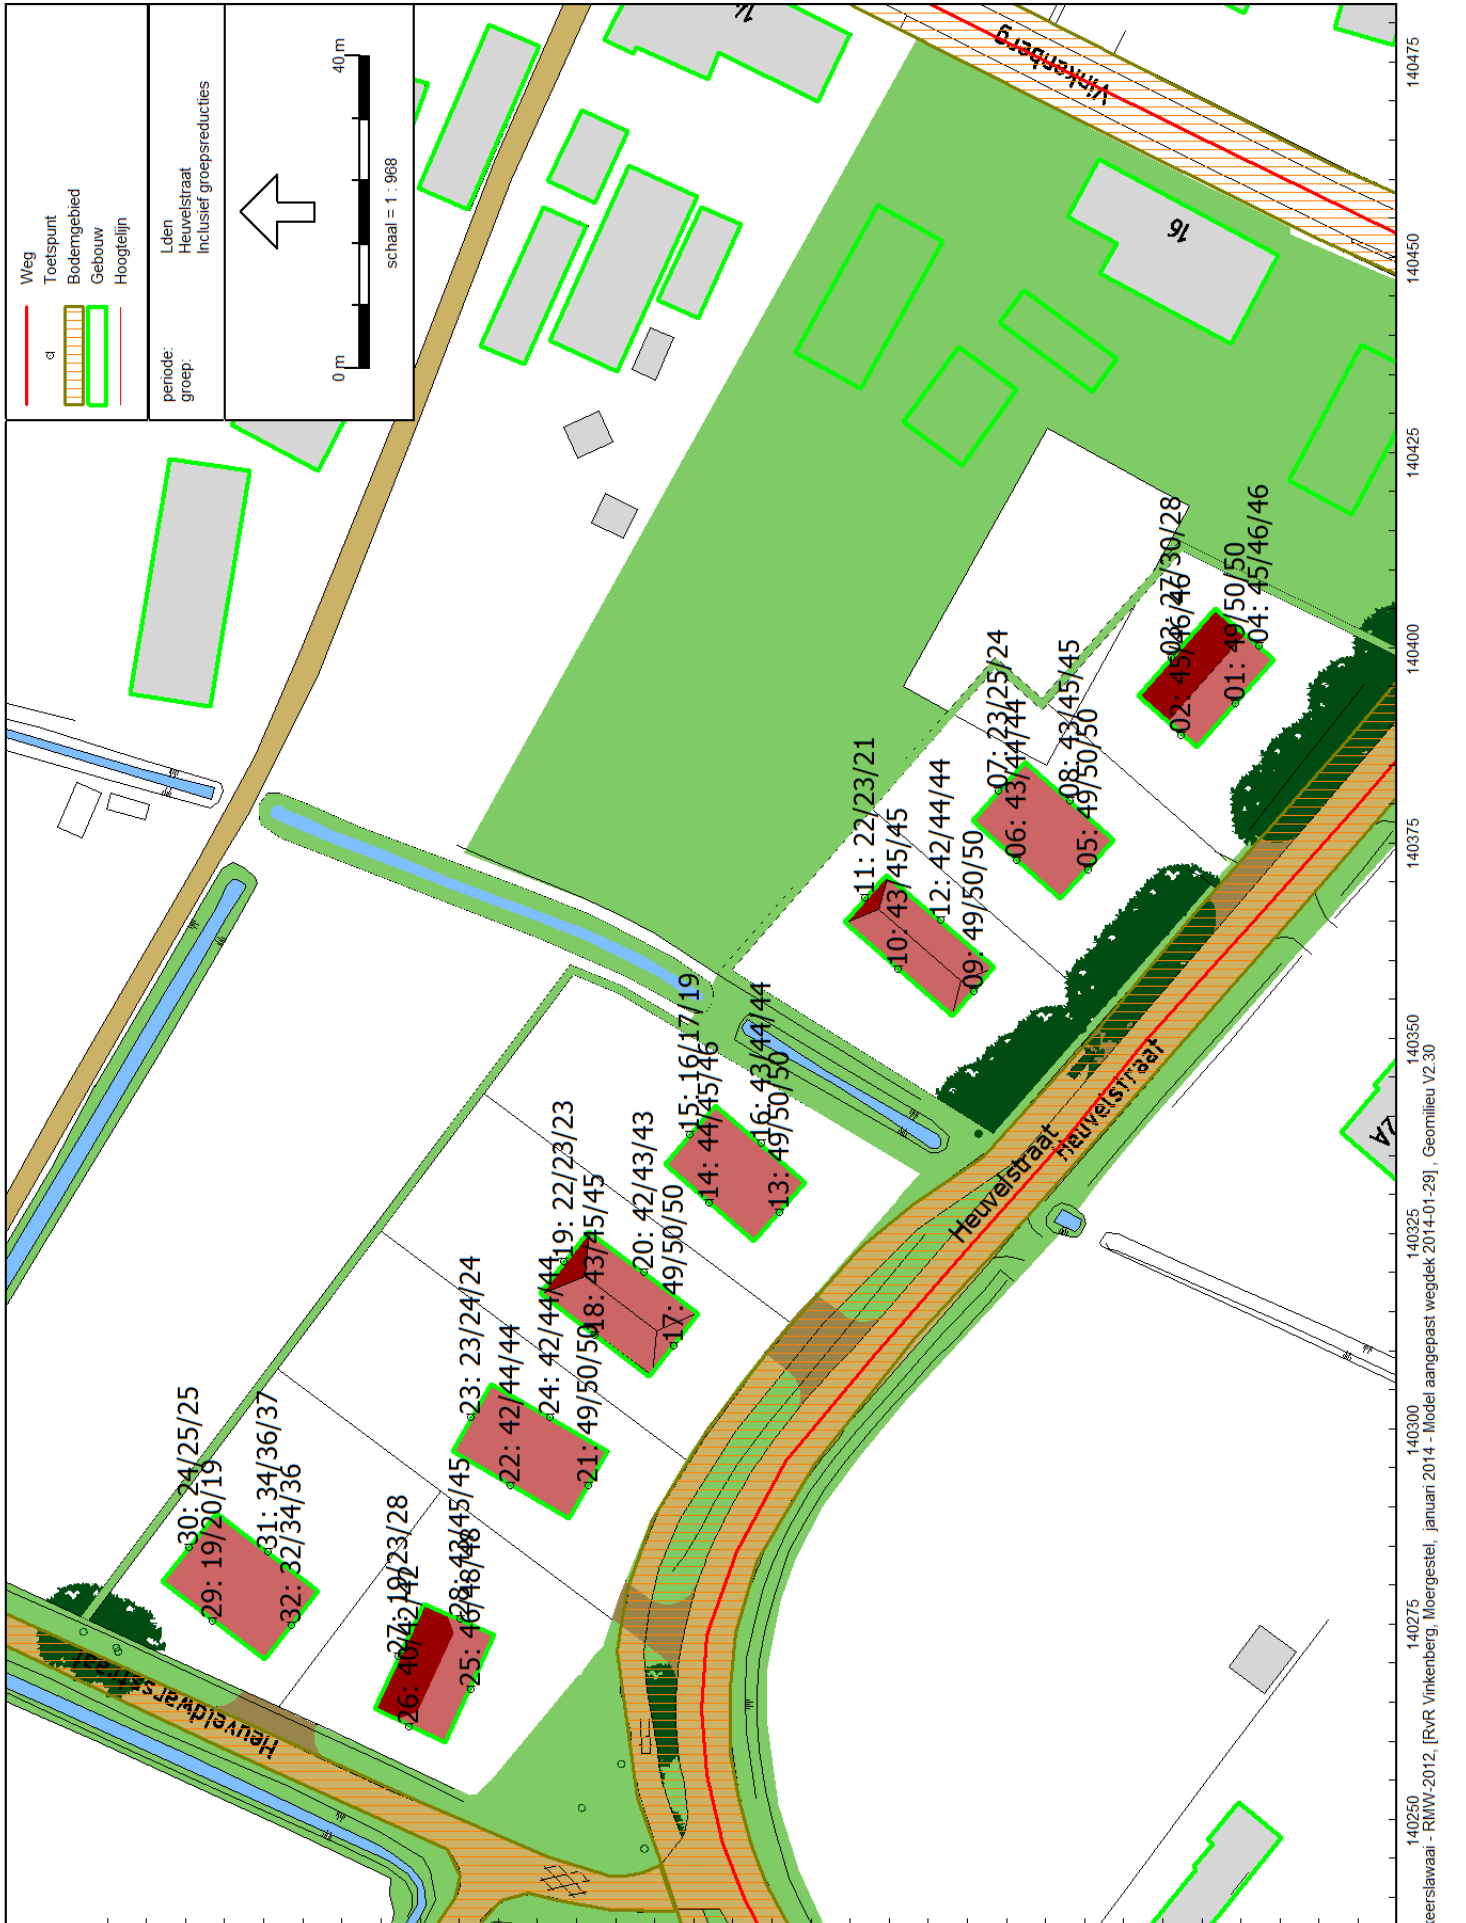 Weg
Toetspunt
Bodemgebied
Gebouw
Hoogtelijn
periode: Lden
groep: Heuvelstraat
Inclusief groepsreducties
0 m 40 m
schaal = 1 : 968
14
Vinkenberg
16
03: 27/30/28
02: 45/46/46
01: 49/50/50
04: 45/46/46
07: 23/25/24
06: 43/44/44
08: 43/45/45
05: 49/50/50
11: 22/23/21
10: 43/45/45
12: 42/44/44
09: 49/50/50
15: 16/17/19
14: 44/45/46
16: 43/44/44
13: 49/50/50
19: 22/23/23
18: 43/45/45
20: 42/43/43
17: 49/50/50
23: 23/24/24
22: 42/44/44
24: 42/44/44
21: 49/50/50
27: 19/23/28
26: 40/42/42
28: 43/45/45
25: 46/48/48
30: 24/25/25
29: 19/20/19
31: 34/36/37
32: 32/34/36
Heuvelstraat
Heuvelstraat
Heuveldwarsstraat
2A
140250
140275
140300
140325
140350
140375
140400
140425
140450
140475
keerslawaai - RMW-2012, [RvR Vinkenberg, Moergestel, januari 2014 - Model aangepast wegdek 2014-01-29] , Geomilieu V2.30